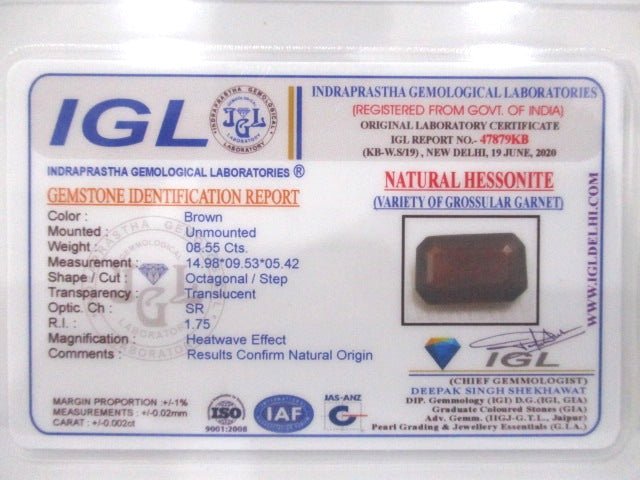 IGL
INDRAPRASTHA GEMOLOGICAL
IGL
LABORATORY
INDRAPRASTHA GEMOLOGICAL LABORATORIES ®
GEMSTONE IDENTIFICATION REPORT
Color : Brown
Mounted : Unmounted
Weight : 08.55 Cts.
Measurement : 14.98*09.53*05.42
Shape / Cut : Octagonal / Step
Transparency : Translucent
Optic. Ch : SR
R.I. : 1.75
Magnification : Heatwave Effect
Comments : Results Confirm Natural Origin
MARGIN PROPORTION :+/-1%
MEASUREMENTS : +/-0.02mm
CARAT : +/-0.002ct
ISO
9001:2008
IAF
JAS-ANZ
INDRAPRASTHA GEMOLOGICAL LABORATORIES
(REGISTERED FROM GOVT. OF INDIA)
ORIGINAL LABORATORY CERTIFICATE
IGL REPORT NO.- 47879KB
(KB-W.S/19) , NEW DELHI, 19 JUNE, 2020
NATURAL HESSONITE
(VARIETY OF GROSSULAR GARNET)
WWW.IGLDELHI.COM
IGL
(CHIEF GEMMOLOGIST)
DEEPAK SINGH SHEKHAWAT
DIP. Gemmology (IGI) D.G.(IGL, GIA)
Graduate Coloured Stones (GIA)
Adv. Gemm. (IIGJ-G.T.L., Jaipur)
Pearl Grading & Jewellery Essentials (G.I.A.)